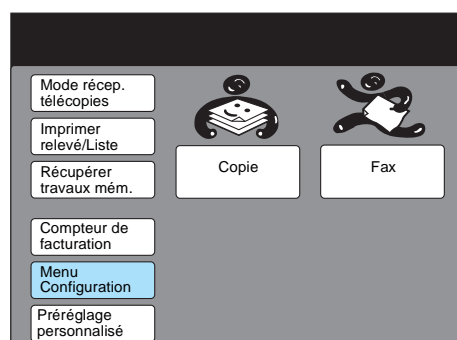 Mode récep.
télécopies
Imprimer
relevé/Liste
Récupérer
travaux mém.
Compteur de
facturation
Menu
Configuration
Préréglage
personnalisé
Copie
Fax